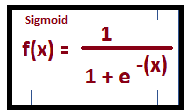 Sigmoid
f(x) = 1
1 + e -(x)